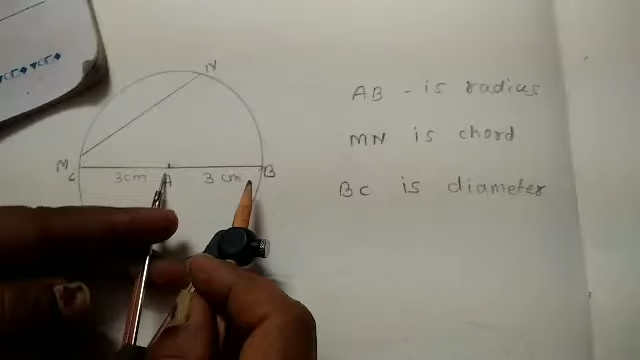 N
M
C 3cm A 3 cm B
AB - is radius
MN is chord
BC is diameter